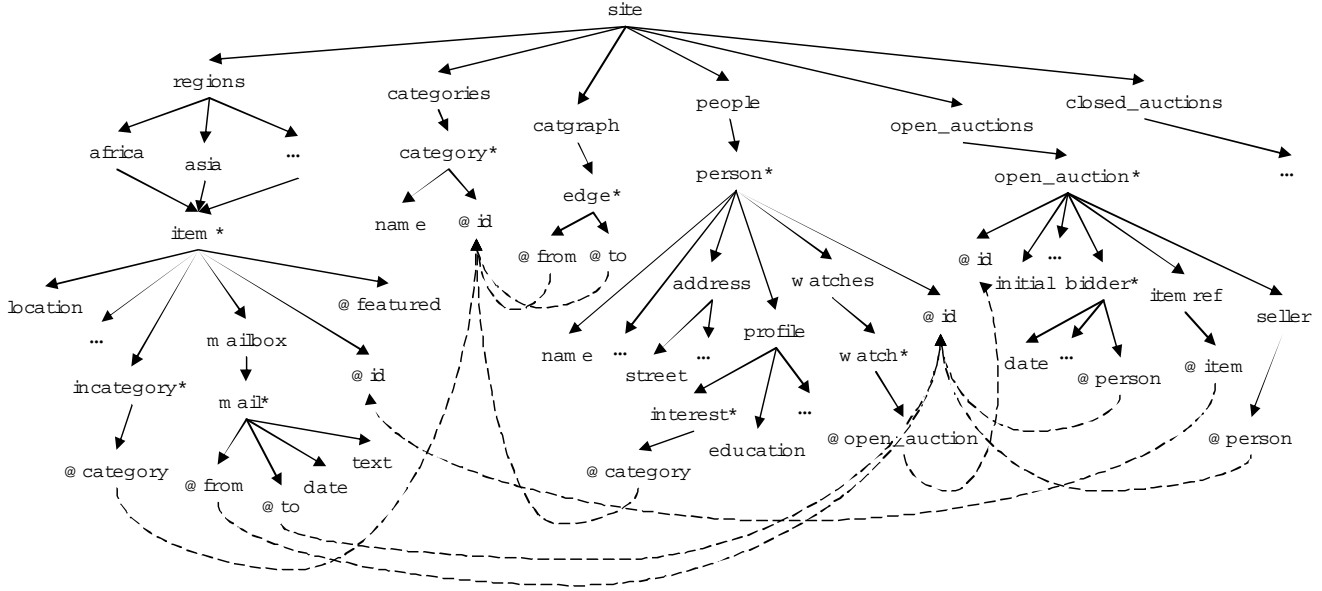 site
regions
categories
catgraph
people
open_auctions
closed_auctions
africa
asia
...
category*
edge*
person*
open_auction*
...
item *
name
@id
@from
@to
location
...
incategory*
mailbox
@id
@featured
@category
mail*
@from
@to
date
text
name
...
address
street
...
profile
interest*
education
...
@category
watches
watch*
@open_auction
@id
@id
initial
...
bidder*
itemref
seller
date
...
@person
@item
@person